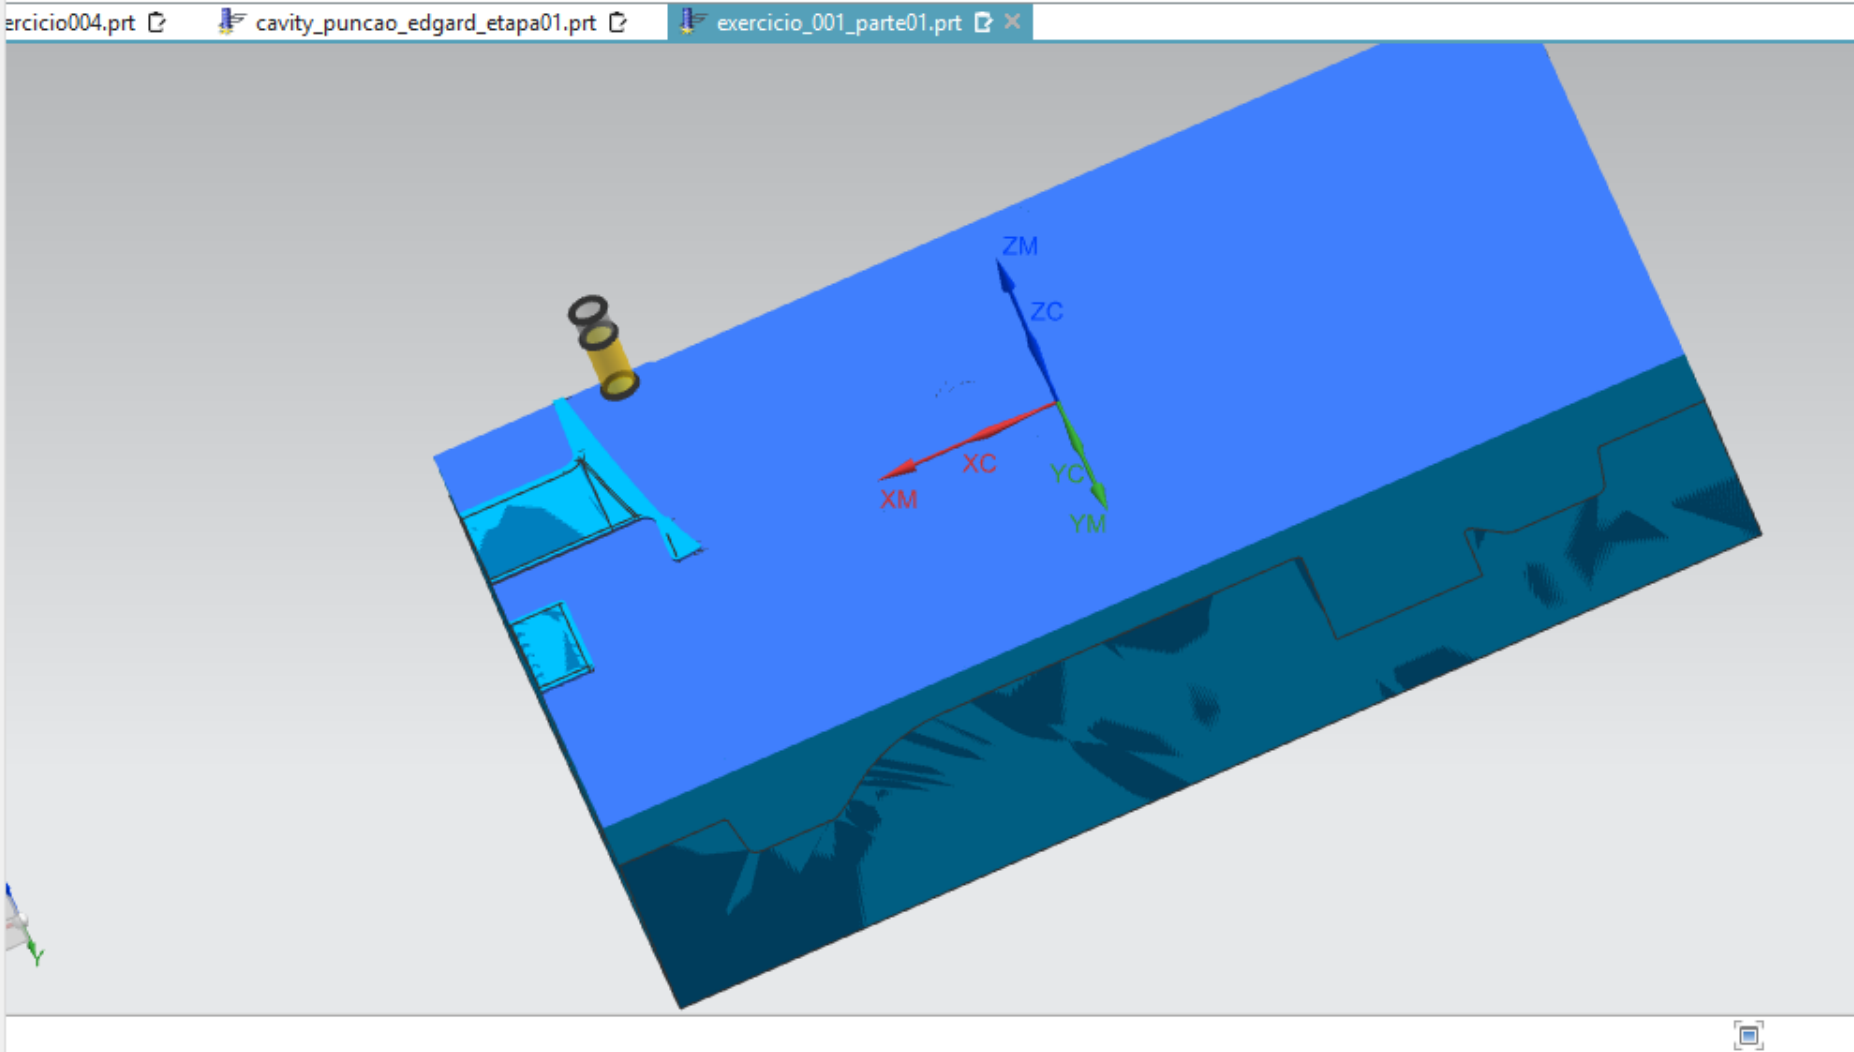 ercicio004.prt cavity_puncao_edgard_etapa01.prt exercicio_001_parte01.prt
ZM
ZC
XC
YC
XM
YM
Y